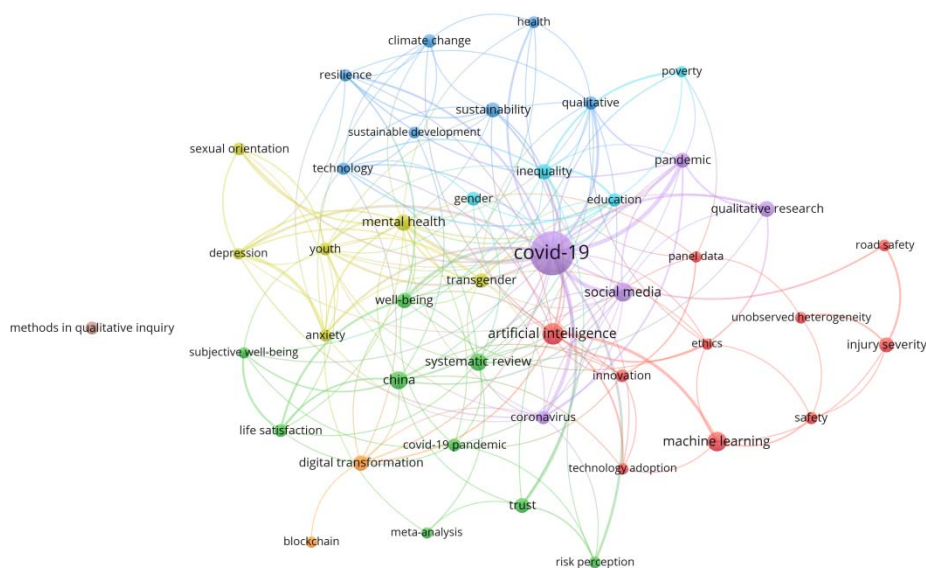 health
climate change
poverty
resilience
sustainability
qualitative
sustainable development
sexual orientation
pandemic
technology
inequality
gender
education
qualitative research
mental health
depression
youth
covid-19
road safety
panel data
transgender
well-being
social media
unobserved heterogeneity
methods in qualitative inquiry
anxiety
artificial intelligence
ethics
injury severity
subjective well-being
systematic review
innovation
china
coronavirus
safety
life satisfaction
covid-19 pandemic
machine learning
digital transformation
technology adoption
trust
meta-analysis
blockchain
risk perception